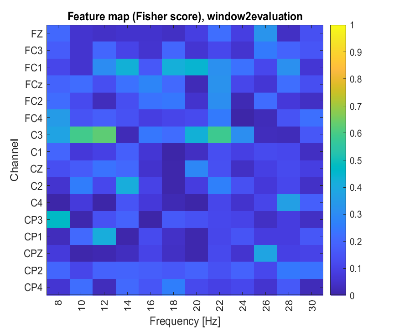 Feature map (Fisher score), window2evaluation
Channel
FZ
FC3
FC1
FCz
FC2
FC4
C3
C1
CZ
C2
C4
CP3
CP1
CPZ
CP2
CP4
8 10 12 14 16 18 20 22 24 26 28 30
Frequency [Hz]
1
0.9
0.8
0.7
0.6
0.5
0.4
0.3
0.2
0.1
0